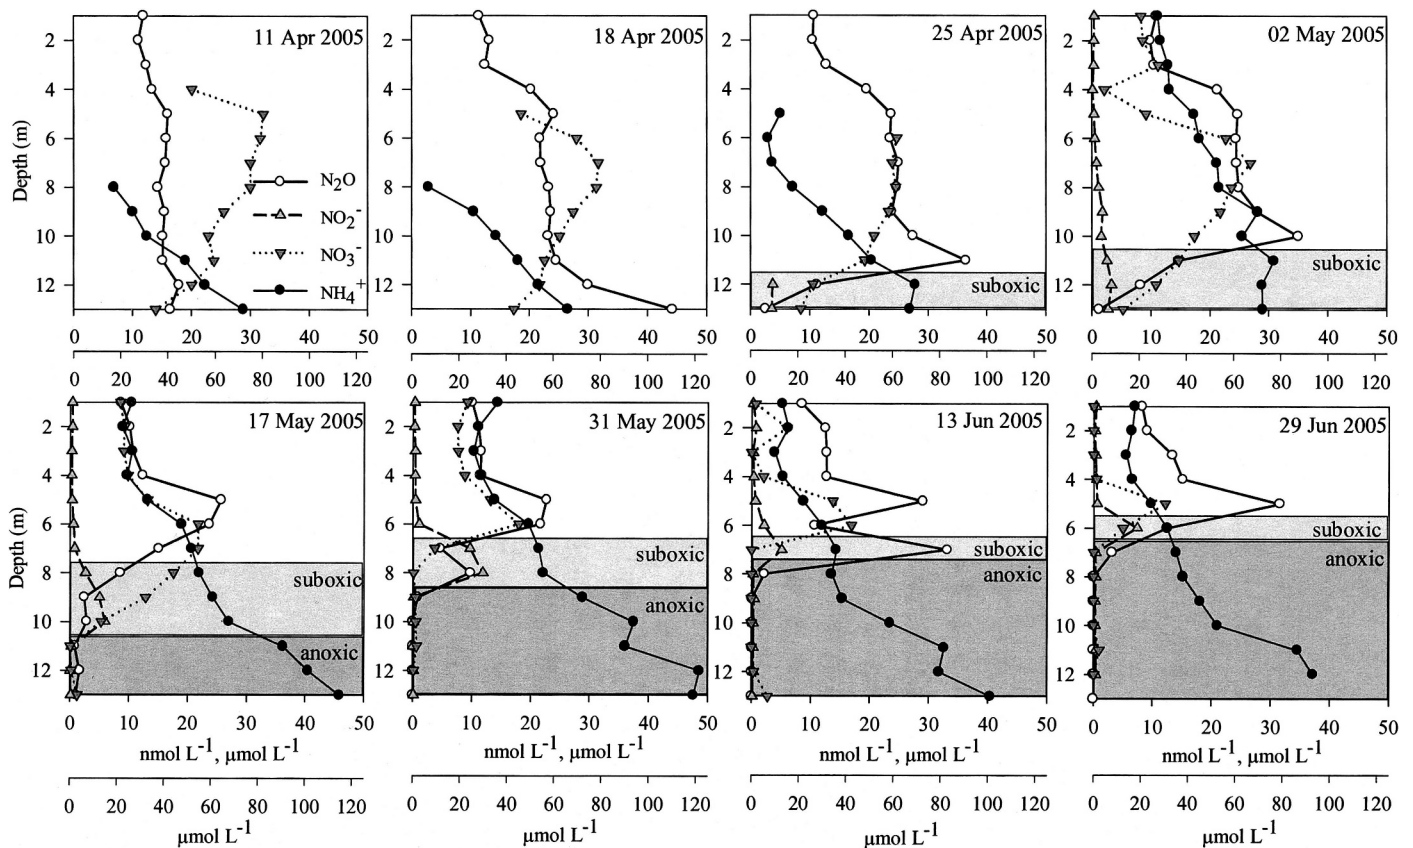 11 Apr 2005
18 Apr 2005
25 Apr 2005
02 May 2005
Depth (m)
2
4
6
8
10
12
N₂O
NO₂⁻
NO₃⁻
NH₄⁺
suboxic
suboxic
0 10 20 30 40 50
0 10 20 30 40 50
0 10 20 30 40 50
0 10 20 30 40 50
0 20 40 60 80 100 120
0 20 40 60 80 100 120
0 20 40 60 80 100 120
0 20 40 60 80 100 120
17 May 2005
31 May 2005
13 Jun 2005
29 Jun 2005
Depth (m)
2
4
6
8
10
12
suboxic
anoxic
suboxic
anoxic
suboxic
anoxic
suboxic
anoxic
0 10 20 30 40 50
0 10 20 30 40 50
0 10 20 30 40 50
0 10 20 30 40 50
nmol L⁻¹, µmol L⁻¹
nmol L⁻¹, µmol L⁻¹
nmol L⁻¹, µmol L⁻¹
nmol L⁻¹, µmol L⁻¹
0 20 40 60 80 100 120
0 20 40 60 80 100 120
0 20 40 60 80 100 120
0 20 40 60 80 100 120
µmol L⁻¹
µmol L⁻¹
µmol L⁻¹
µmol L⁻¹